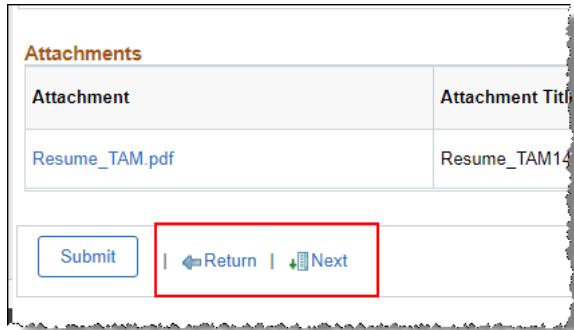 Attachments
Attachment Attachment Titl
Resume_TAM.pdf Resume_TAM14
Submit | Return | Next